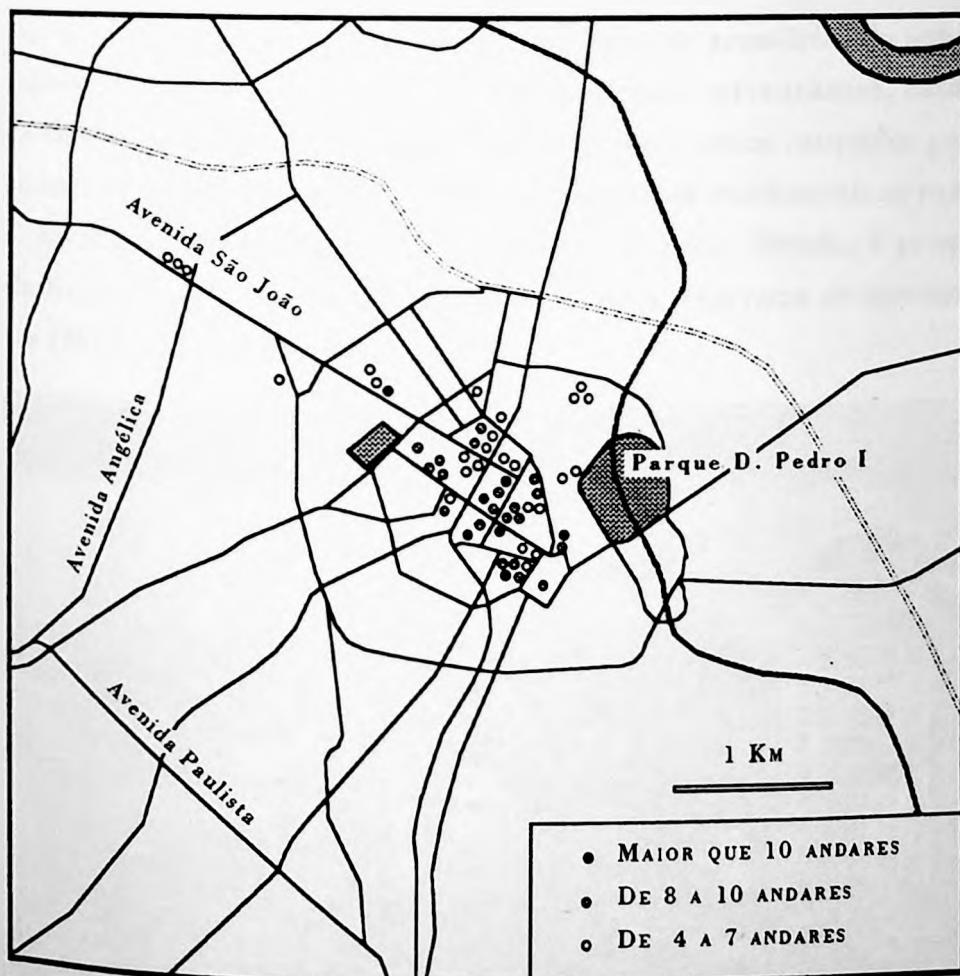 Avenida São João
Avenida Angélica
Parque D. Pedro I
Avenida Paulista
1 Km
MAIOR QUE 10 ANDARES
DE 8 A 10 ANDARES
DE 4 A 7 ANDARES